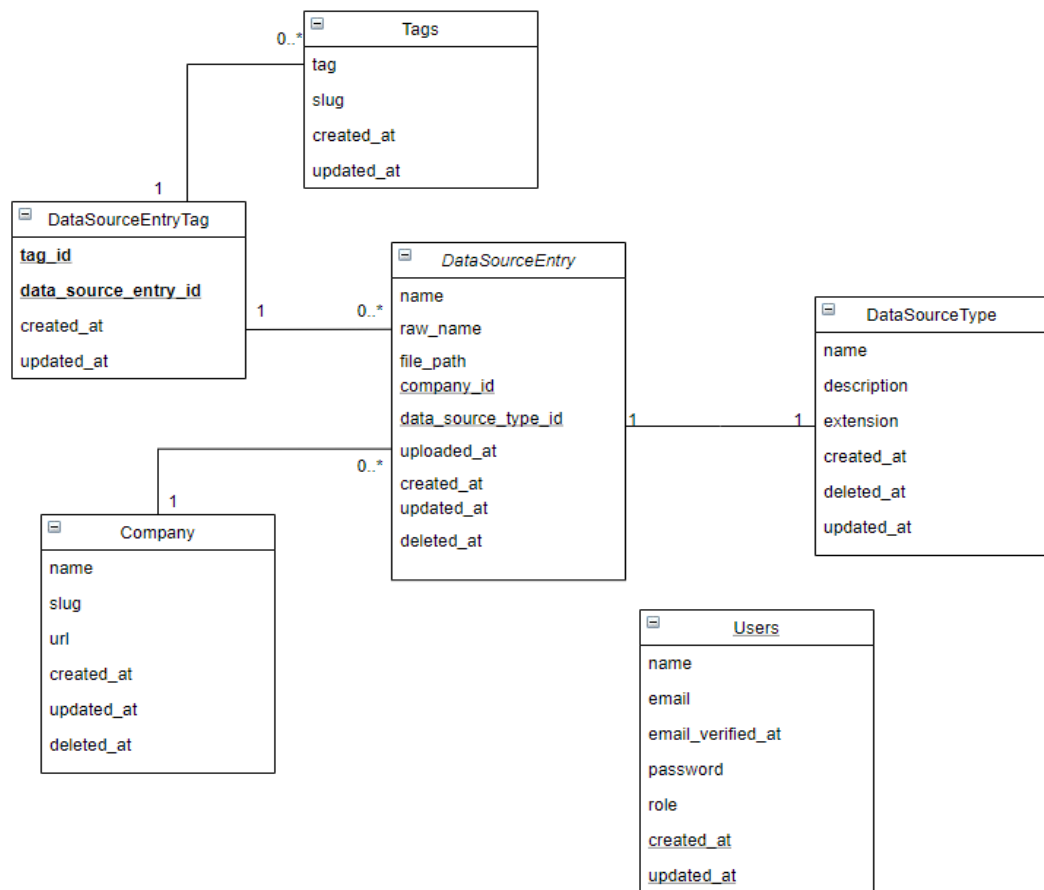 Tags
0..*
tag
slug
created_at
updated_at
1
DataSourceEntryTag
tag_id
data_source_entry_id
created_at
updated_at
1
0..*
DataSourceEntry
name
raw_name
file_path
company_id
data_source_type_id
uploaded_at
created_at
updated_at
deleted_at
1
1
DataSourceType
name
description
extension
created_at
deleted_at
updated_at
0..*
1
Company
name
slug
url
created_at
updated_at
deleted_at
Users
name
email
email_verified_at
password
role
created_at
updated_at